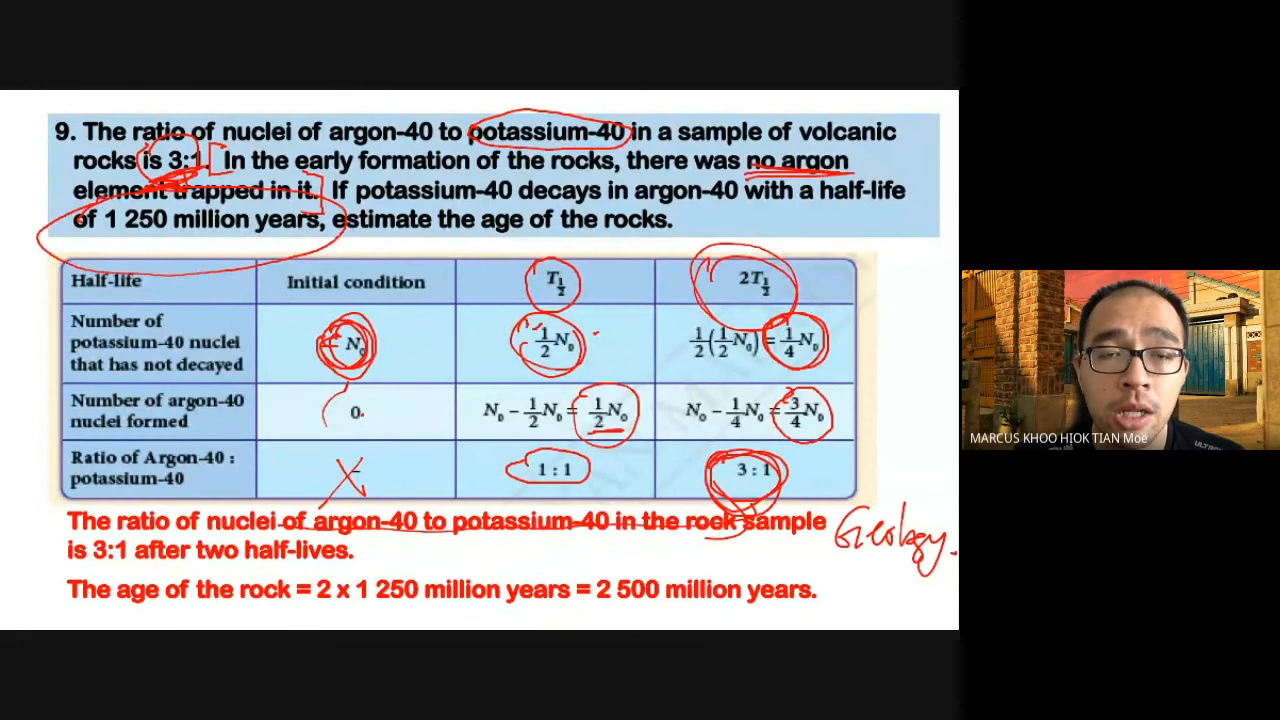 9. The ratio of nuclei of argon-40 to potassium-40 in a sample of volcanic
rocks is 3:1. In the early formation of the rocks, there was no argon
element trapped in it. If potassium-40 decays in argon-40 with a half-life
of 1 250 million years, estimate the age of the rocks.
Half-life Initial condition T½ 2T½
Number of potassium-40 nuclei that has not decayed = N₀ ½N₀ ½(½N₀) = ¼N₀
Number of argon-40 nuclei formed 0 N₀ − ½N₀ = ½N₀ N₀ − ¼N₀ = ¾N₀
Ratio of Argon-40 : potassium-40 – 1 : 1 3 : 1
The ratio of nuclei of argon-40 to potassium-40 in the rock sample
is 3:1 after two half-lives.
Geology.
The age of the rock = 2 x 1 250 million years = 2 500 million years.
MARCUS KHOO HIOK TIAN Moe